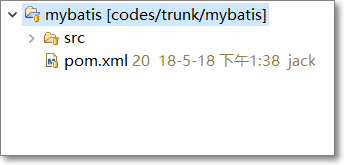 mybatis [codes/trunk/mybatis]
src
pom.xml 20 18-5-18 下午1:38 jack